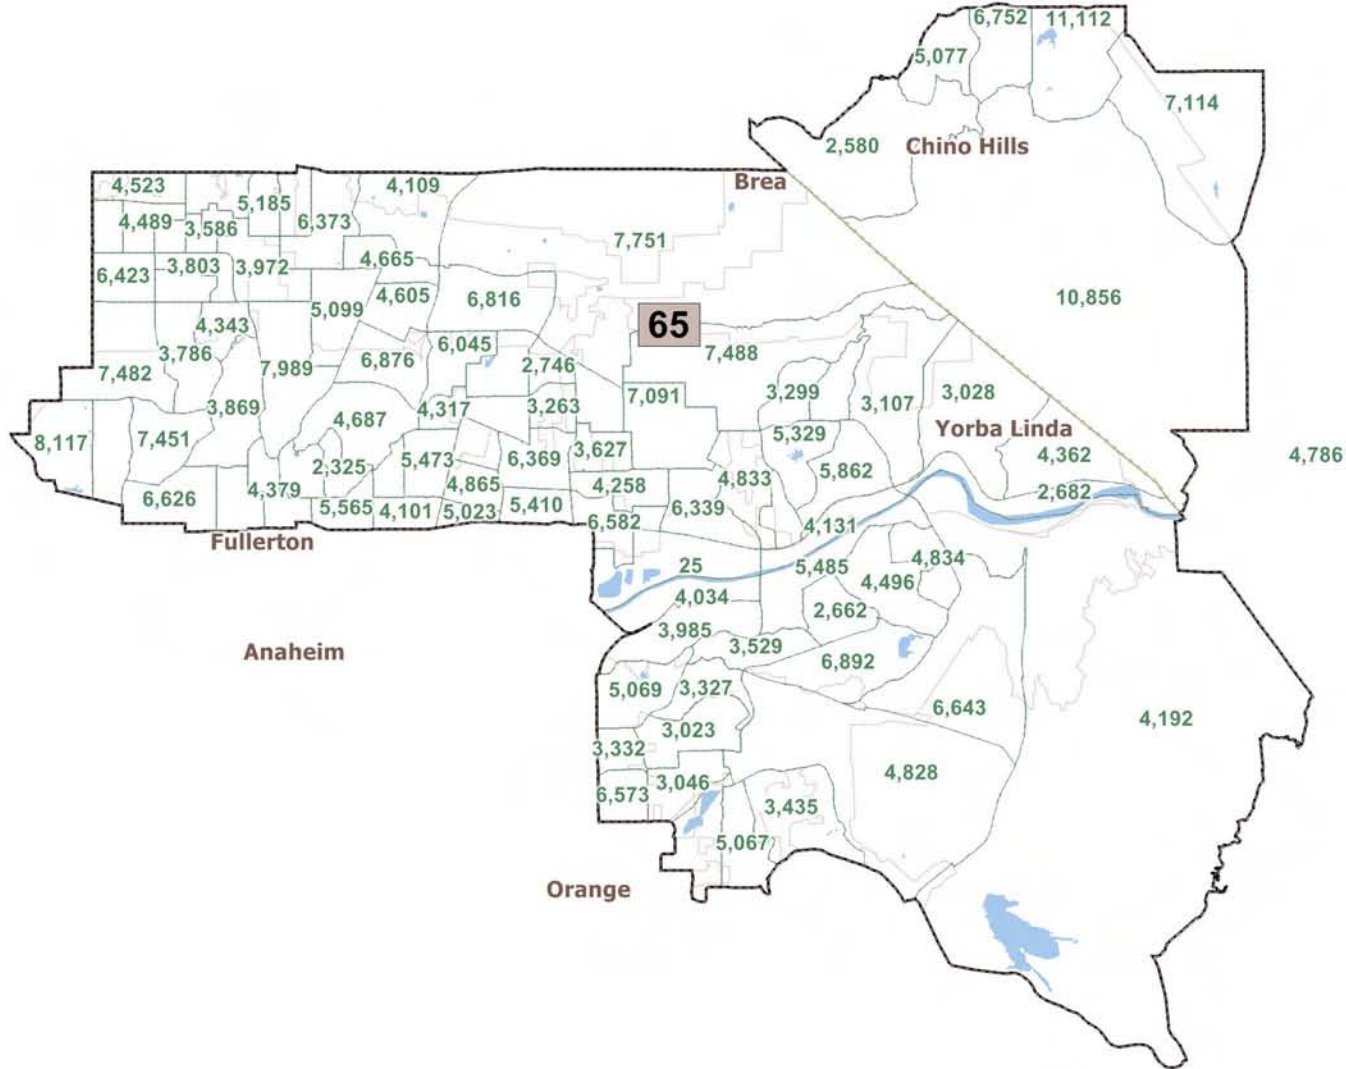 6,752 11,112
5,077
7,114
2,580 Chino Hills
Brea
4,523 5,185 4,109
4,489 3,586 6,373
7,751
6,423 3,803 3,972 4,665
4,605 6,816 10,856
5,099
4,343 65
3,786 6,876 6,045 2,746 7,488
7,482 7,989
3,869 4,687 4,317 3,263 7,091 3,299 3,107 3,028
8,117 7,451 5,329 Yorba Linda
2,325 5,473 6,369 3,627 5,862 4,362 4,786
6,626 4,379 4,865 4,258 4,833 2,682
5,565 4,101 5,023 5,410 6,582 6,339 4,131
Fullerton
25 5,485 4,834
4,496
4,034 2,662
3,985
Anaheim 3,529 6,892
5,069 3,327
6,643 4,192
3,332 3,023
6,573 3,046 4,828
3,435
5,067
Orange